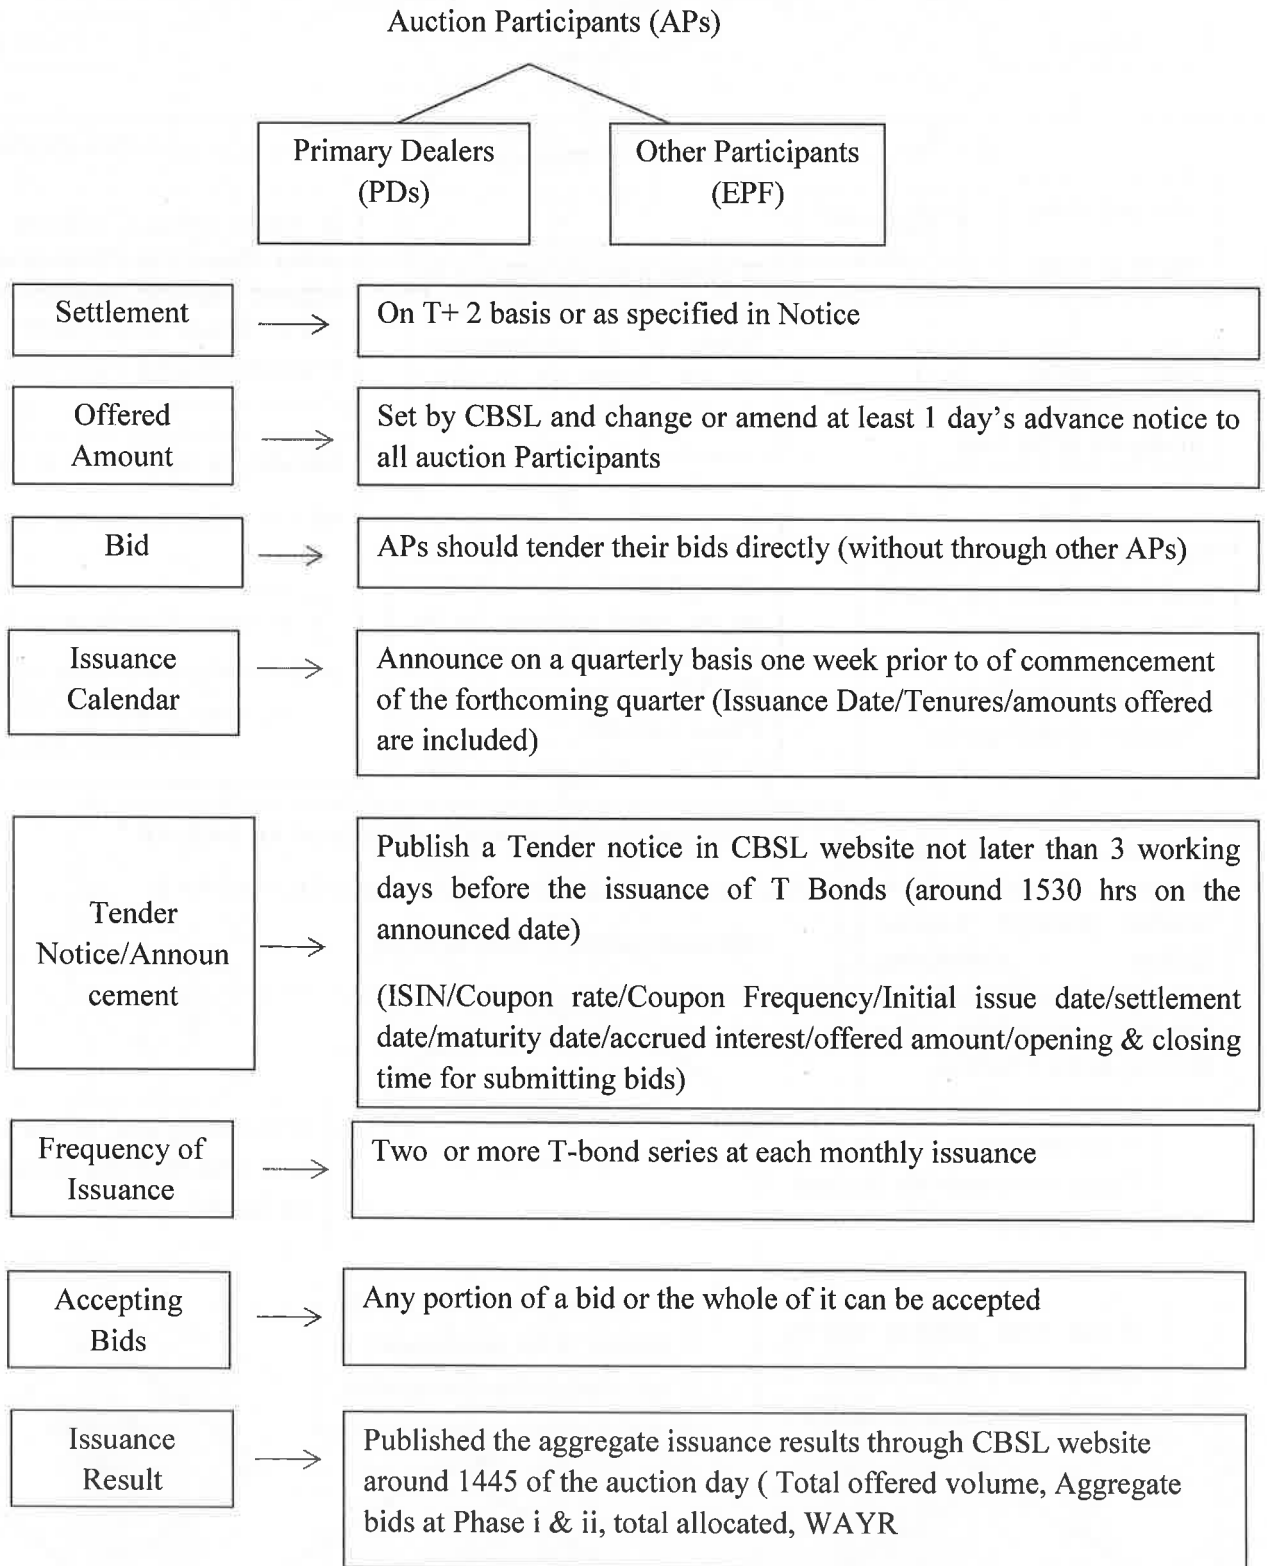 Auction Participants (APs)
Primary Dealers
(PDs)
Other Participants
(EPF)
Settlement
On T+ 2 basis or as specified in Notice
Offered
Amount
Set by CBSL and change or amend at least 1 day’s advance notice to
all auction Participants
Bid
APs should tender their bids directly (without through other APs)
Issuance
Calendar
Announce on a quarterly basis one week prior to of commencement
of the forthcoming quarter (Issuance Date/Tenures/amounts offered
are included)
Tender
Notice/Announ
cement
Publish a Tender notice in CBSL website not later than 3 working
days before the issuance of T Bonds (around 1530 hrs on the
announced date)
(ISIN/Coupon rate/Coupon Frequency/Initial issue date/settlement
date/maturity date/accrued interest/offered amount/opening & closing
time for submitting bids)
Frequency of
Issuance
Two or more T-bond series at each monthly issuance
Accepting
Bids
Any portion of a bid or the whole of it can be accepted
Issuance
Result
Published the aggregate issuance results through CBSL website
around 1445 of the auction day ( Total offered volume, Aggregate
bids at Phase i & ii, total allocated, WAYR